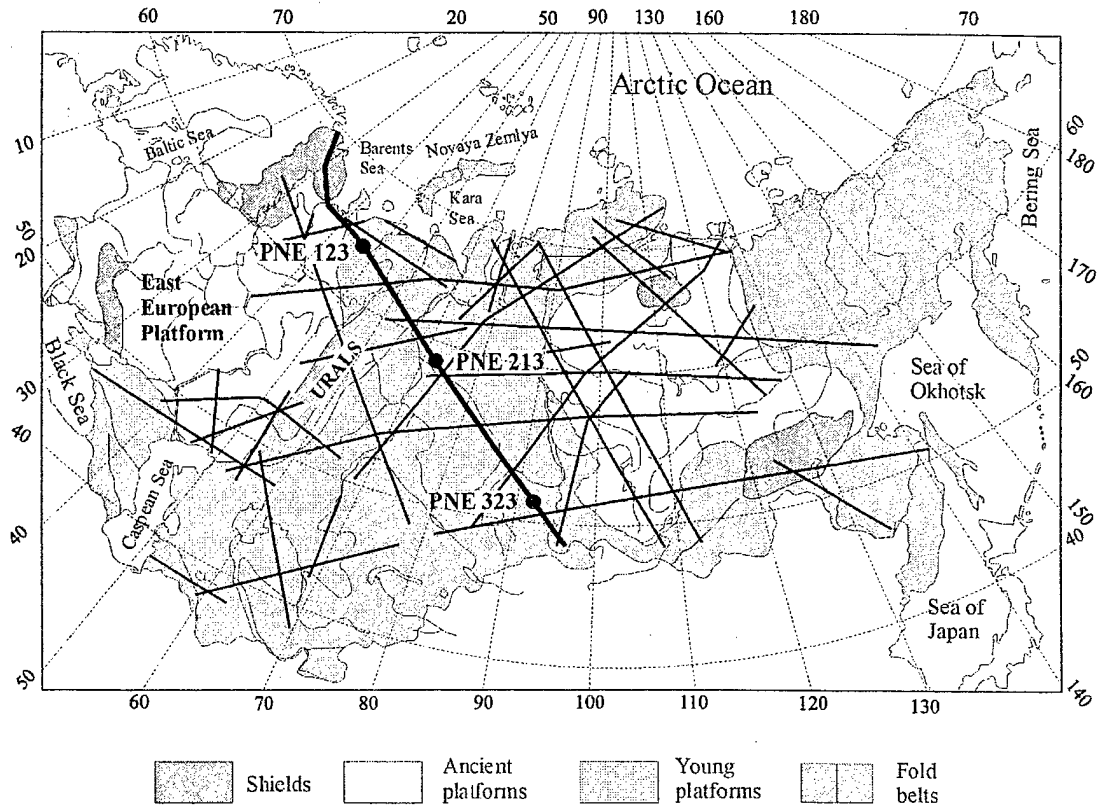 60 70 20 50 90 130 160 180 70
Arctic Ocean
10
Baltic Sea
Barents
Sea
Novaya Zemlya
Kara
Sea
60
180
Bering Sea
50
20
PNE 123
170
East
European
Platform
Black Sea
URALS
PNE 213
Sea of
Okhotsk
50
160
30
40
PNE 323
Caspean Sea
40
150
40
Sea of
Japan
50
140
60 70 80 90 100 110 120 130
Shields
Ancient
platforms
Young
platforms
Fold
belts